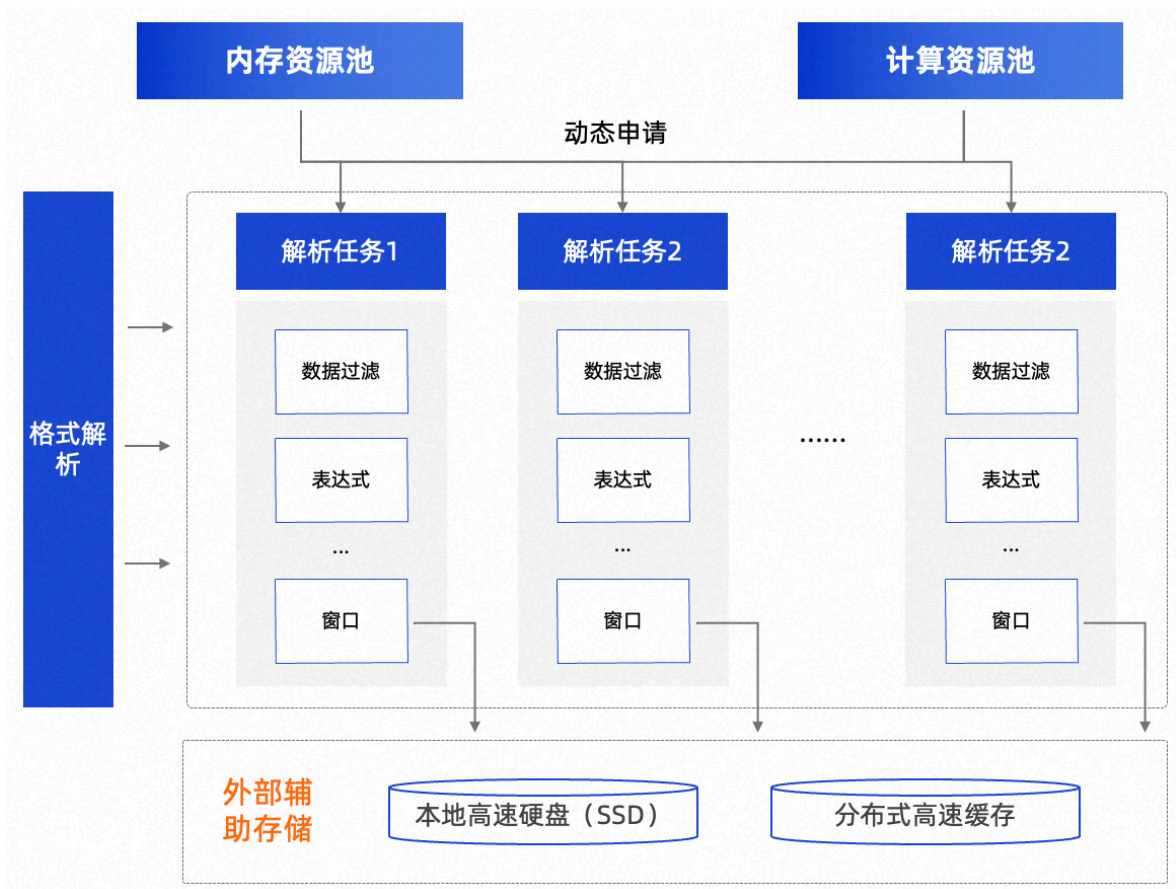 内存资源池
计算资源池
动态申请
解析任务1
解析任务2
解析任务2
格式解
析
数据过滤
数据过滤
数据过滤
......
表达式
表达式
表达式
...
...
...
窗口
窗口
窗口
外部辅
助存储
本地高速硬盘（SSD）
分布式高速缓存